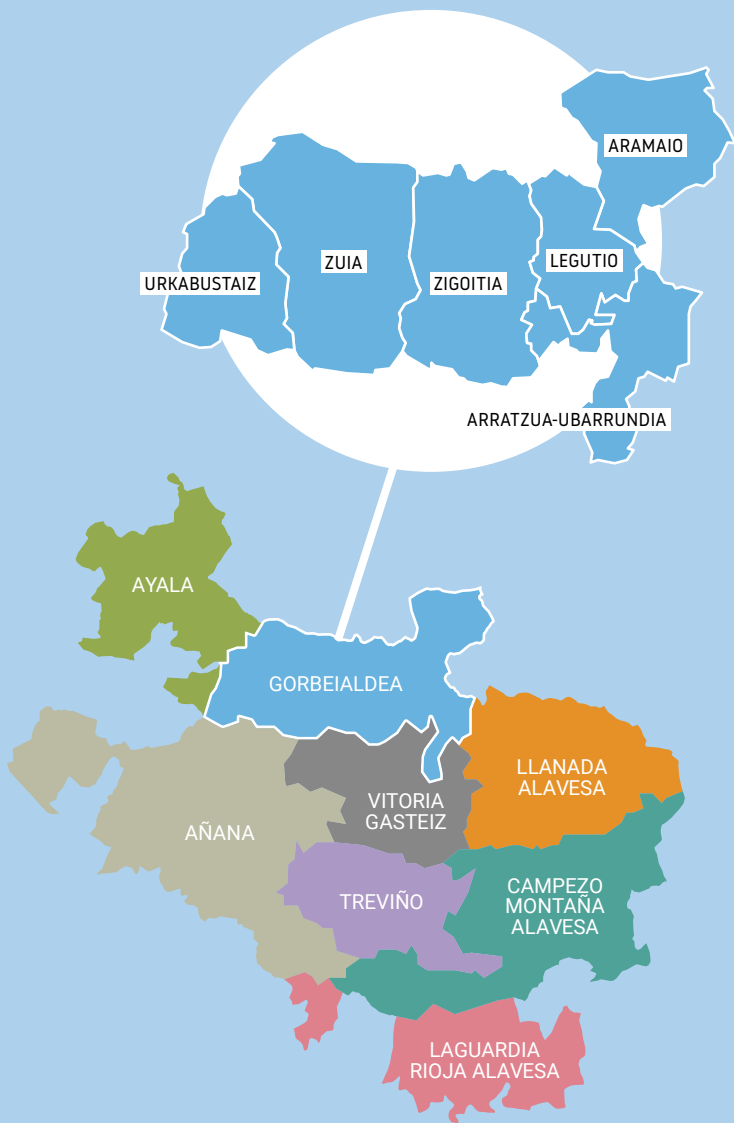 ARAMAIO
ZUIA
LEGUTIO
URKABUSTAIZ
ZIGOITIA
ARRATZUA-UBARRUNDIA
AYALA
GORBEIALDEA
LLANADA
ALAVESA
VITORIA
GASTEIZ
AÑANA
TREVIÑO
CAMPEZO
MONTAÑA
ALAVESA
LAGUARDIA
RIOJA ALAVESA